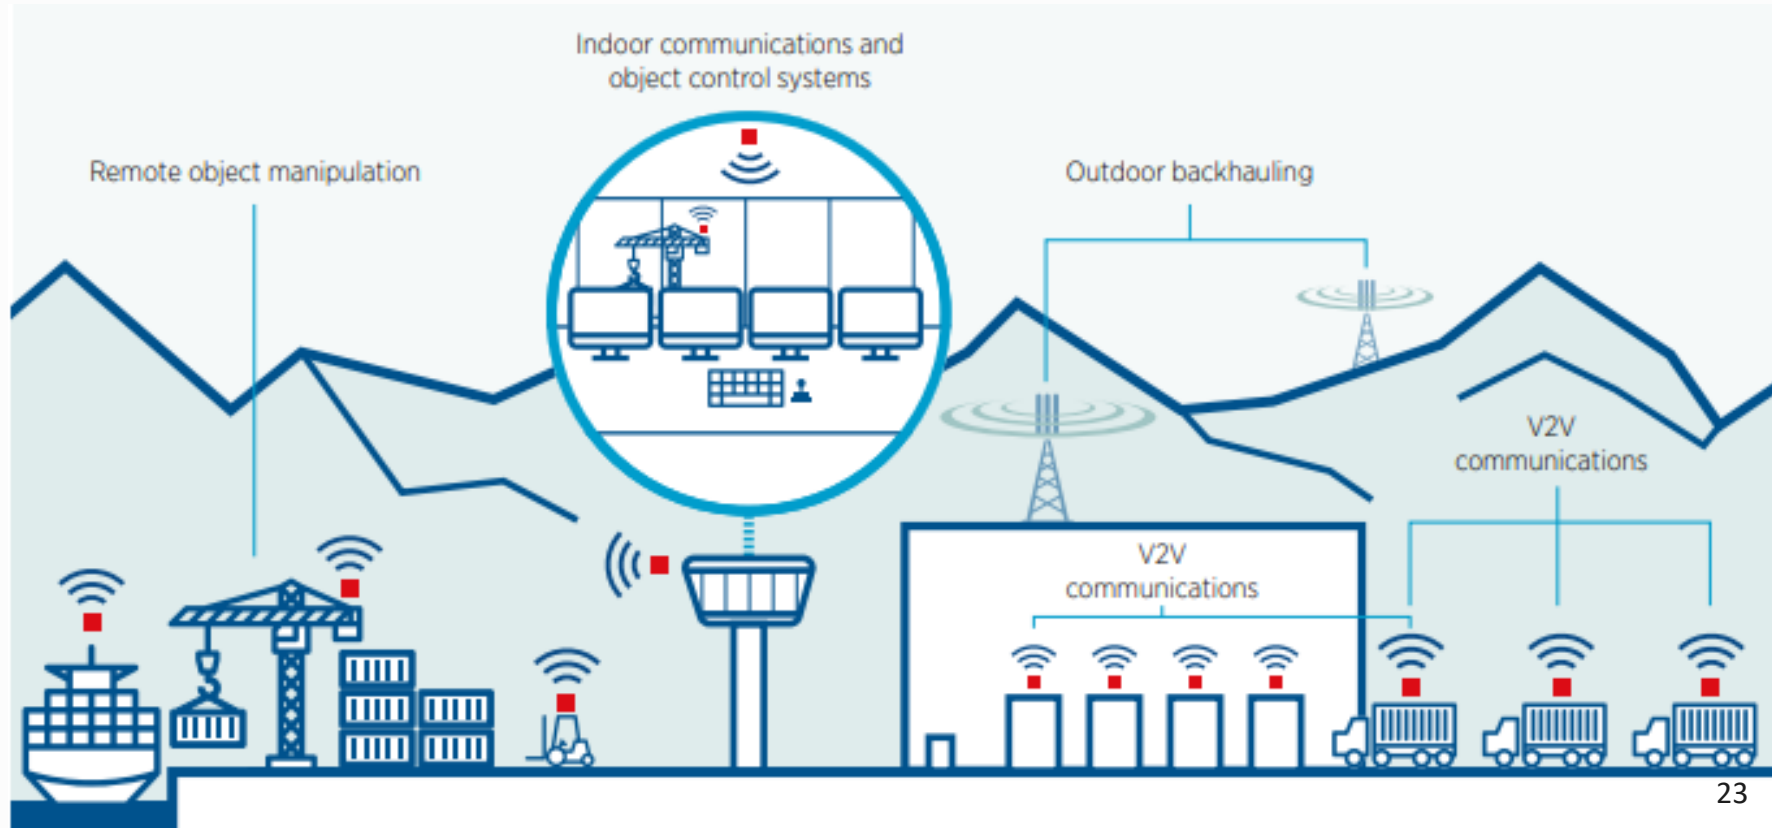 Indoor communications and
object control systems
Remote object manipulation
Outdoor backhauling
V2V
communications
V2V
communications
23